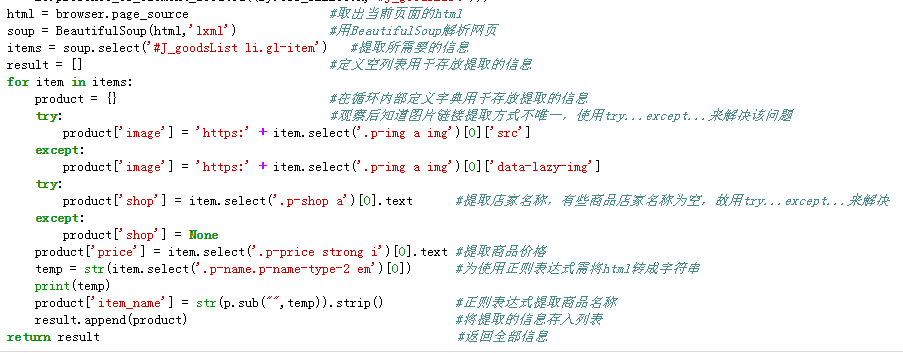 html = browser.page_source #取出当前页面的html
soup = BeautifulSoup(html,'lxml') #用BeautifulSoup解析网页
items = soup.select('#J_goodsList li.gl-item') #提取所需要的信息
result = [] #定义空列表用于存放提取的信息
for item in items:
    product = {} #在循环内部定义字典用于存放提取的信息
    try: #观察后知道图片链接提取方式不唯一，使用try...except...来解决该问题
        product['image'] = 'https:' + item.select('.p-img a img')[0]['src']
    except:
        product['image'] = 'https:' + item.select('.p-img a img')[0]['data-lazy-img']
    try:
        product['shop'] = item.select('.p-shop a')[0].text #提取店家名称，有些商品店家名称为空，故用try...except...来解决
    except:
        product['shop'] = None
    product['price'] = item.select('.p-price strong i')[0].text #提取商品价格
    temp = str(item.select('.p-name.p-name-type-2 em')[0]) #为使用正则表达式需将html转成字符串
    print(temp)
    product['item_name'] = str(p.sub("",temp)).strip() #正则表达式提取商品名称
    result.append(product) #将提取的信息存入列表
return result #返回全部信息